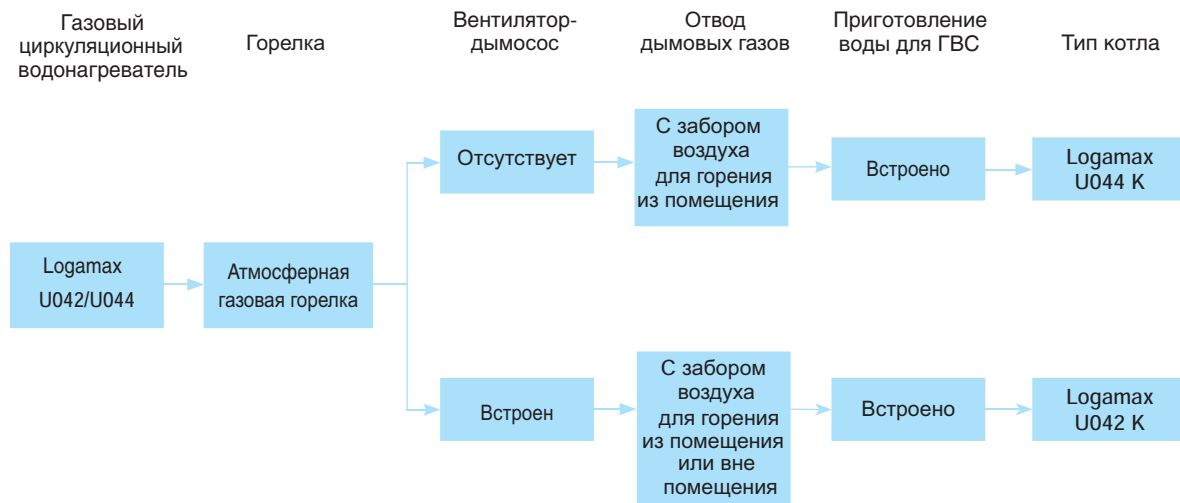 Газовый
циркуляционный
водонагреватель
Горелка
Вентилятор-
дымосос
Отвод
дымовых газов
Приготовление
воды для ГВС
Тип котла
Logamax
U042/U044
Атмосферная
газовая горелка
Отсутствует
С забором
воздуха
для горения
из помещения
Встроено
Logamax
U044 K
Встроен
С забором
воздуха
для горения
из помещения
или вне
помещения
Встроено
Logamax
U042 K